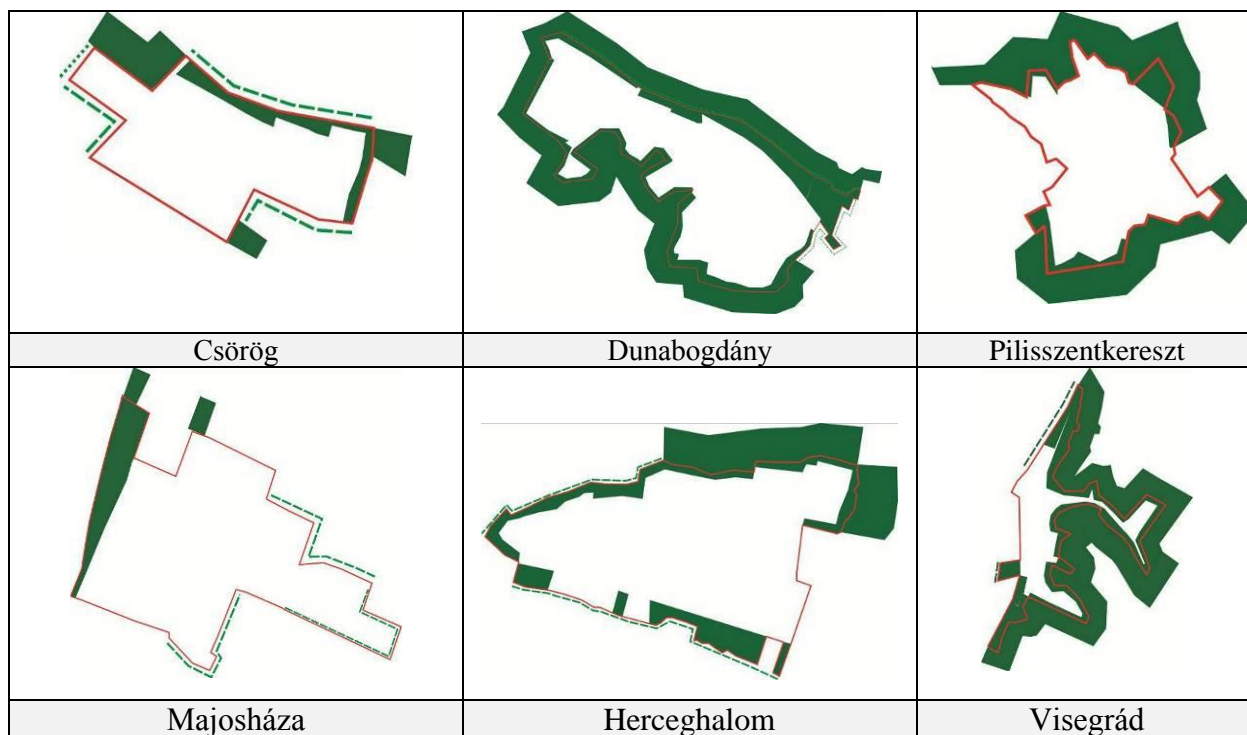 Csörög
Dunabogdány
Pilisszentkereszt
Majosháza
Herceghalom
Visegrád